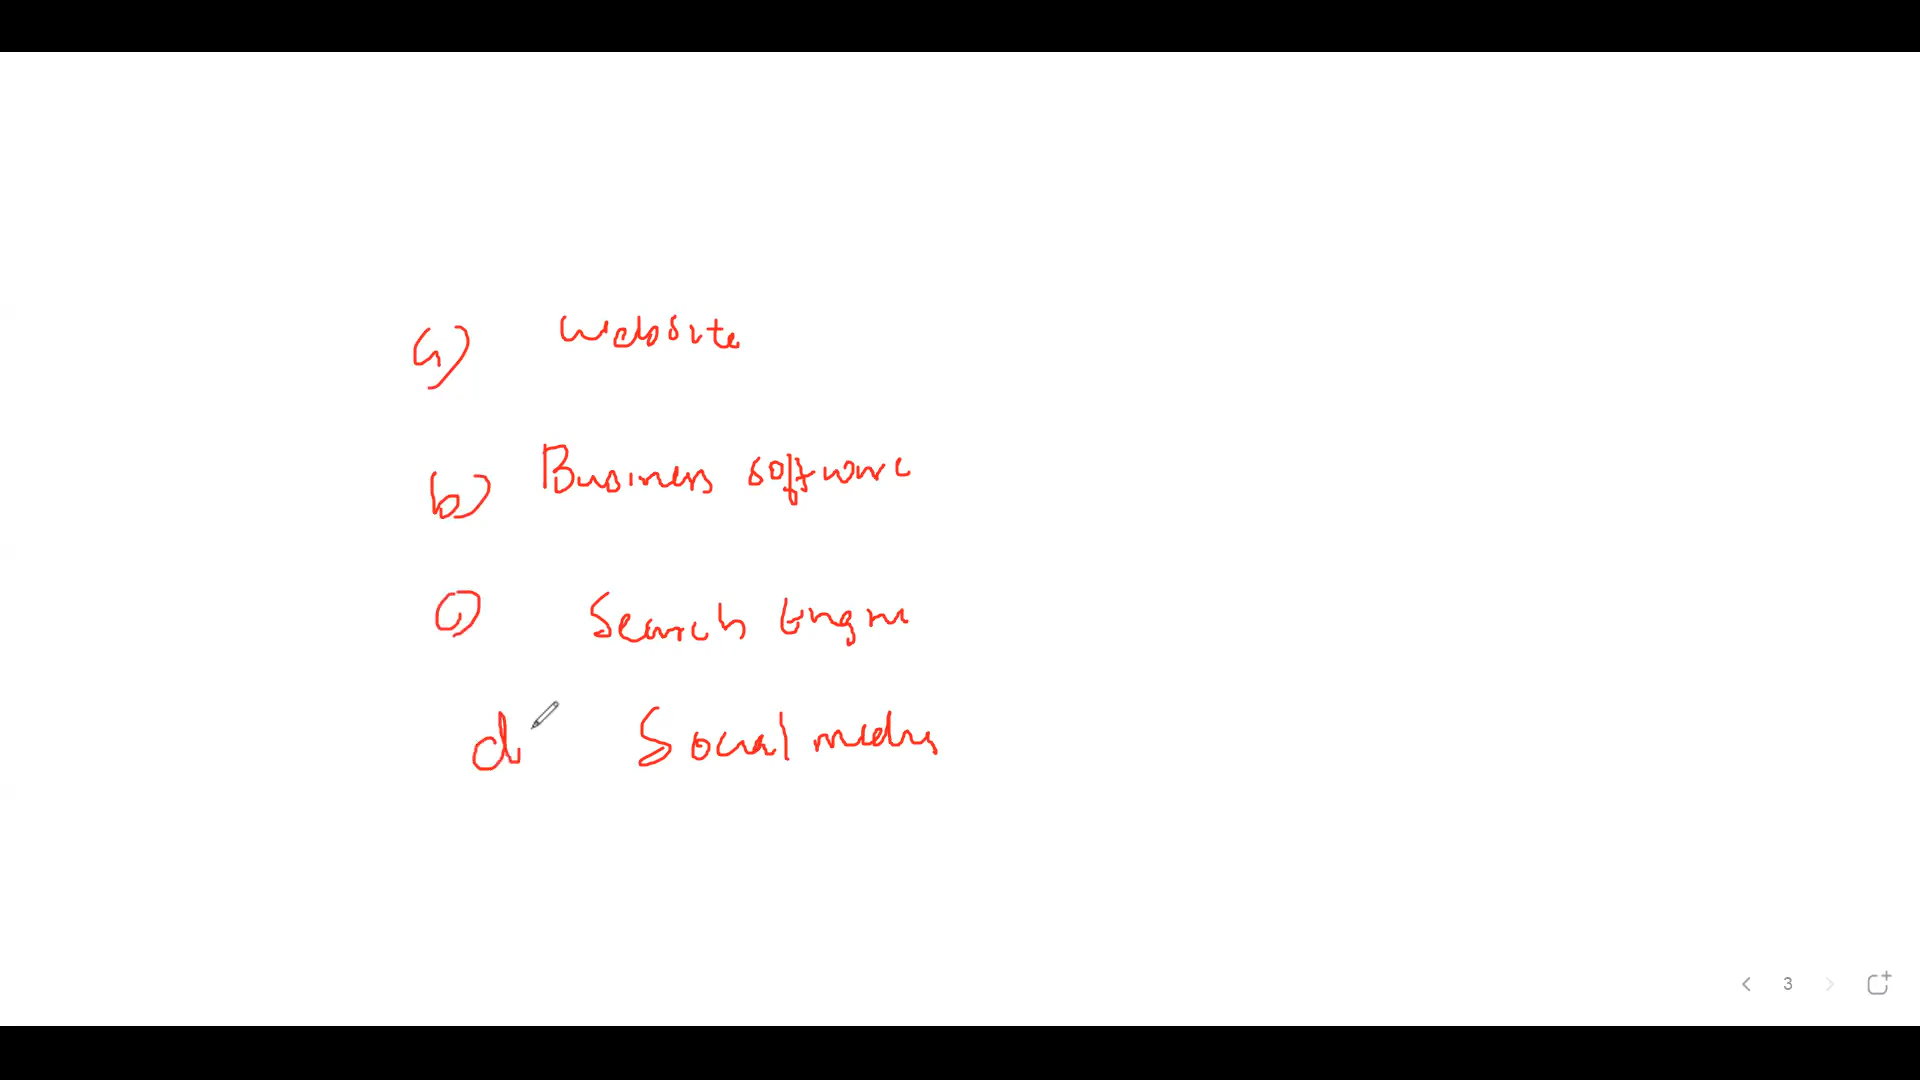 a) website
b) Business software
c) Search Engine
d Social media
3